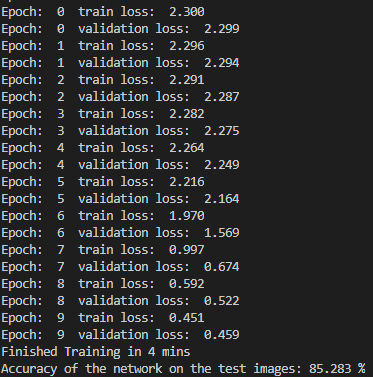 Epoch:  0  train loss:  2.300
Epoch:  0  validation loss:  2.299
Epoch:  1  train loss:  2.296
Epoch:  1  validation loss:  2.294
Epoch:  2  train loss:  2.291
Epoch:  2  validation loss:  2.287
Epoch:  3  train loss:  2.282
Epoch:  3  validation loss:  2.275
Epoch:  4  train loss:  2.264
Epoch:  4  validation loss:  2.249
Epoch:  5  train loss:  2.216
Epoch:  5  validation loss:  2.164
Epoch:  6  train loss:  1.970
Epoch:  6  validation loss:  1.569
Epoch:  7  train loss:  0.997
Epoch:  7  validation loss:  0.674
Epoch:  8  train loss:  0.592
Epoch:  8  validation loss:  0.522
Epoch:  9  train loss:  0.451
Epoch:  9  validation loss:  0.459
Finished Training in 4 mins
Accuracy of the network on the test images: 85.283 %